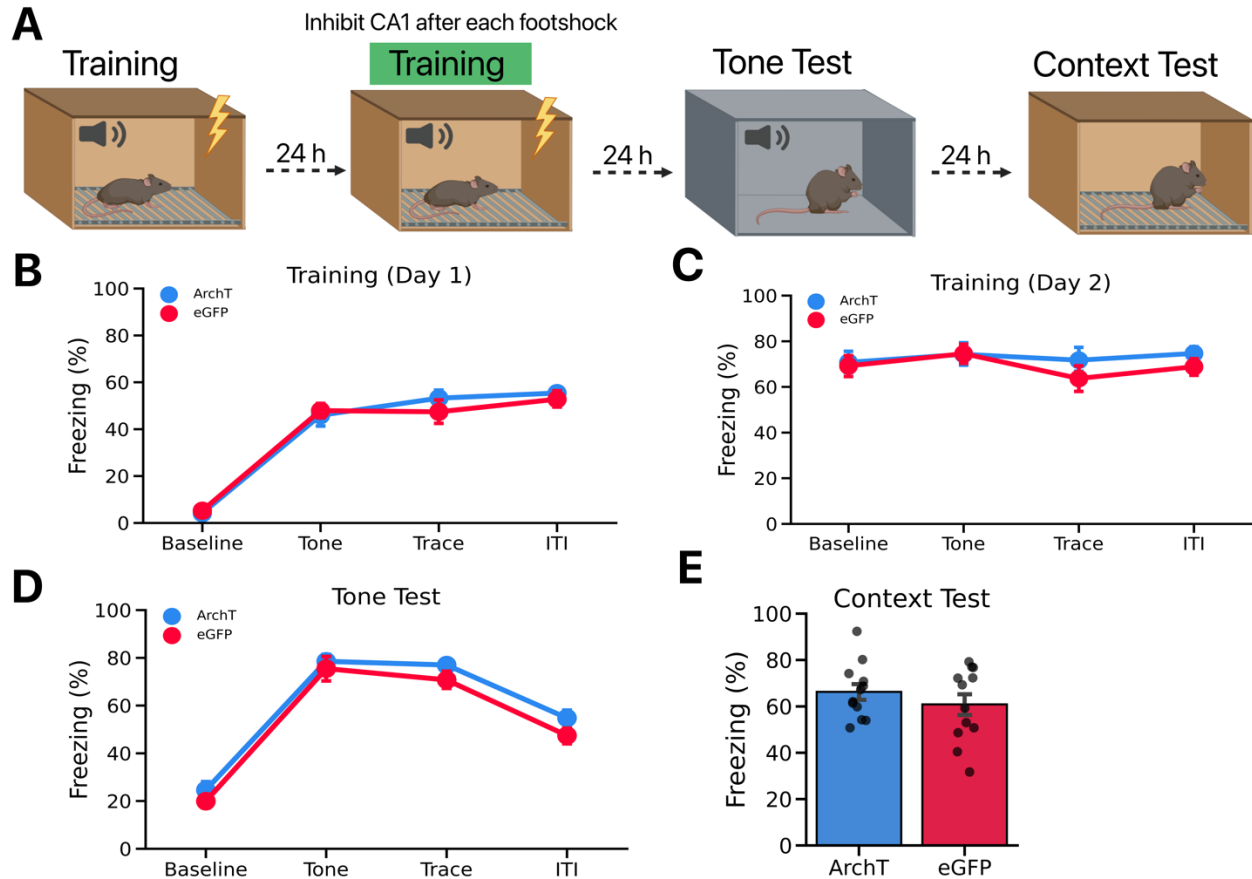 A
Inhibit CA1 after each footshock
Training
Training
Tone Test
Context Test
24 h
24 h
24 h
B
Training (Day 1)
ArchT
eGFP
Freezing (%)
100
80
60
40
20
0
Baseline
Tone
Trace
ITI
C
Training (Day 2)
ArchT
eGFP
Freezing (%)
100
80
60
40
20
0
Baseline
Tone
Trace
ITI
D
Tone Test
ArchT
eGFP
Freezing (%)
100
80
60
40
20
0
Baseline
Tone
Trace
ITI
E
Context Test
Freezing (%)
100
80
60
40
20
0
ArchT
eGFP